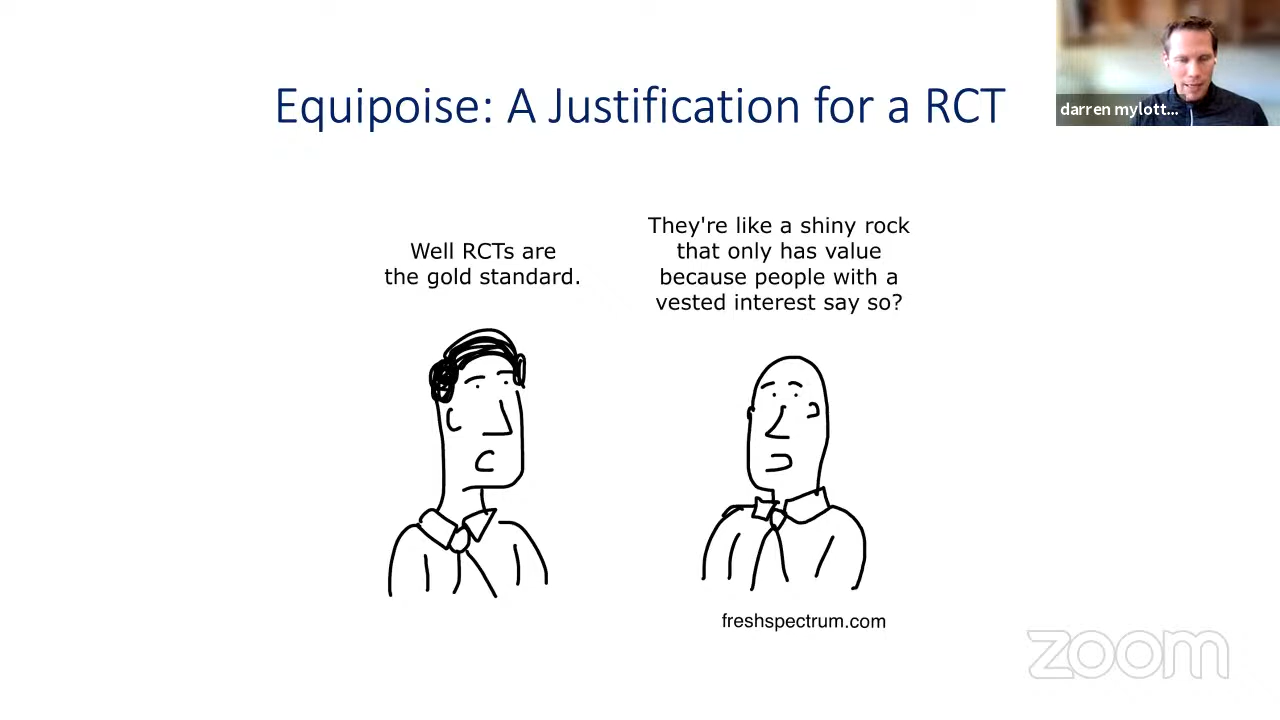 Equipoise: A Justification for a RCT
darren mylott...
Well RCTs are
the gold standard.
They're like a shiny rock
that only has value
because people with a
vested interest say so?
freshspectrum.com
zoom